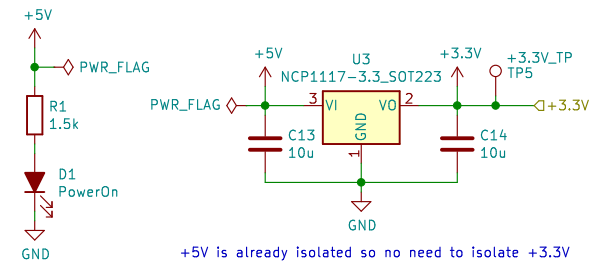 +5V
PWR_FLAG
R1
1.5k
D1
PowerOn
GND
+5V
PWR_FLAG
U3
NCP1117-3.3_SOT223
3
VI
VO
2
GND
1
C13
10u
GND
+3.3V
+3.3V_TP
TP5
+3.3V
C14
10u
+5V is already isolated so no need to isolate +3.3V